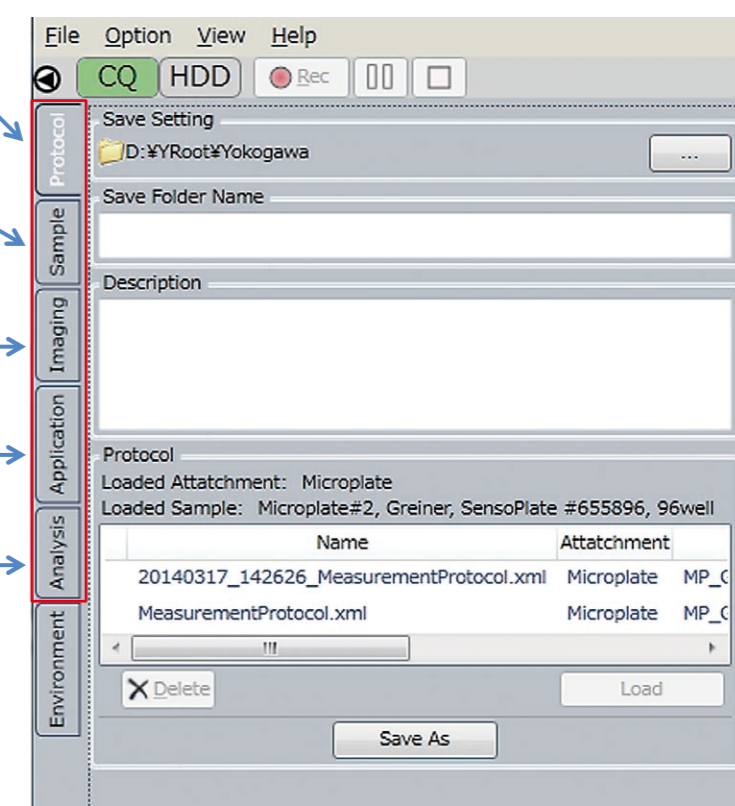 File Option View Help
CQ HDD Rec
Protocol
Sample
Imaging
Application
Analysis
Environment
Save Setting
D:¥YRoot¥Yokogawa ...
Save Folder Name
Description
Protocol
Loaded Attatchment: Microplate
Loaded Sample: Microplate#2, Greiner, SensoPlate #655896, 96well
Name Attatchment
20140317_142626_MeasurementProtocol.xml Microplate
MeasurementProtocol.xml Microplate
Delete Load
Save As